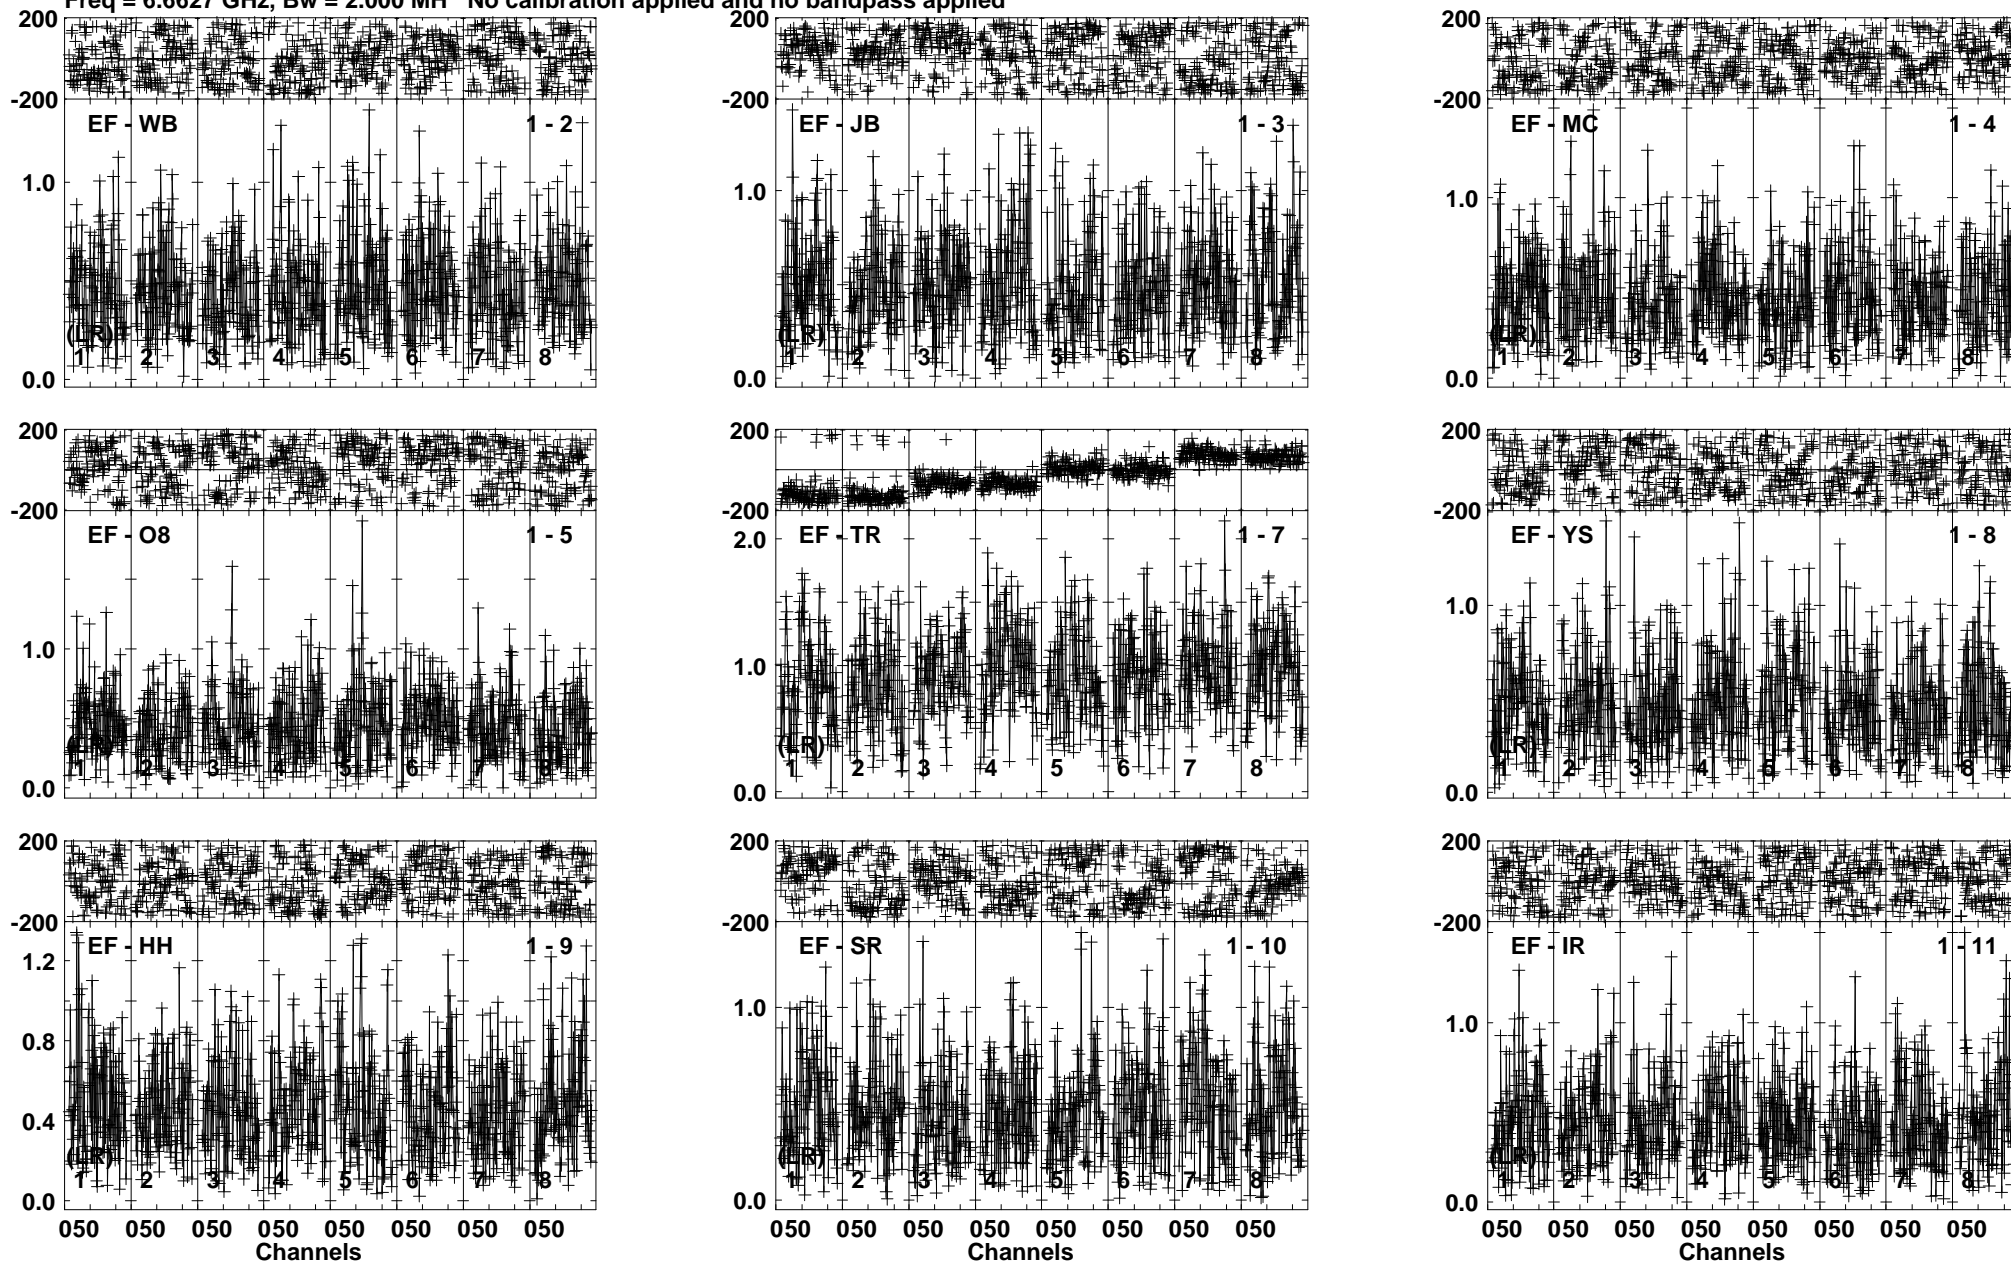 Freq = 6.6627 GHz, Bw = 2.000 MH No calibration applied and no bandpass applied
200 200 200
-200 -200 -200
EF - WB 1 - 2 EF - JB 1 - 3 EF - MC 1 - 4
1.0 1.0 1.0
(LR) (LR) (LR)
1 2 3 4 5 6 7 8 1 2 3 4 5 6 7 8 1 2 3 4 5 6 7 8
0.0 0.0 0.0
200 200 200
-200 -200 -200
EF - O8 1 - 5 EF - TR 1 - 7 EF - YS 1 - 8
2.0
1.0 1.0 1.0
(LR) (LR) (LR)
1 2 3 4 5 6 7 8 1 2 3 4 5 6 7 8 1 2 3 4 5 6 7 8
0.0 0.0 0.0
200 200 200
-200 -200 -200
EF - HH 1 - 9 EF - SR 1 - 10 EF - IR 1 - 11
1.2
1.0 1.0
0.8
0.4
(LR) (LR) (LR)
1 2 3 4 5 6 7 8 1 2 3 4 5 6 7 8 1 2 3 4 5 6 7 8
0.0 0.0 0.0
050 050 050 050 050 050 050 050 050 050 050 050 050 050 050 050 050 050 050 050 050 050 050 050
Channels Channels Channels